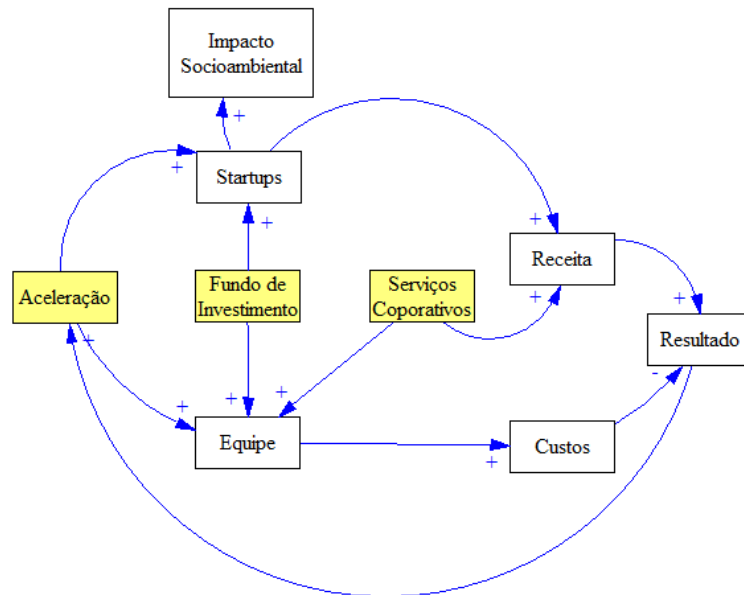 Impacto
Socioambiental
+
+
Startups
+
+
Receita
+
Aceleração
Fundo de
Investimento
Serviços
Coporativos
+
+
Resultado
+
-
+
+
+
Equipe
+
Custos